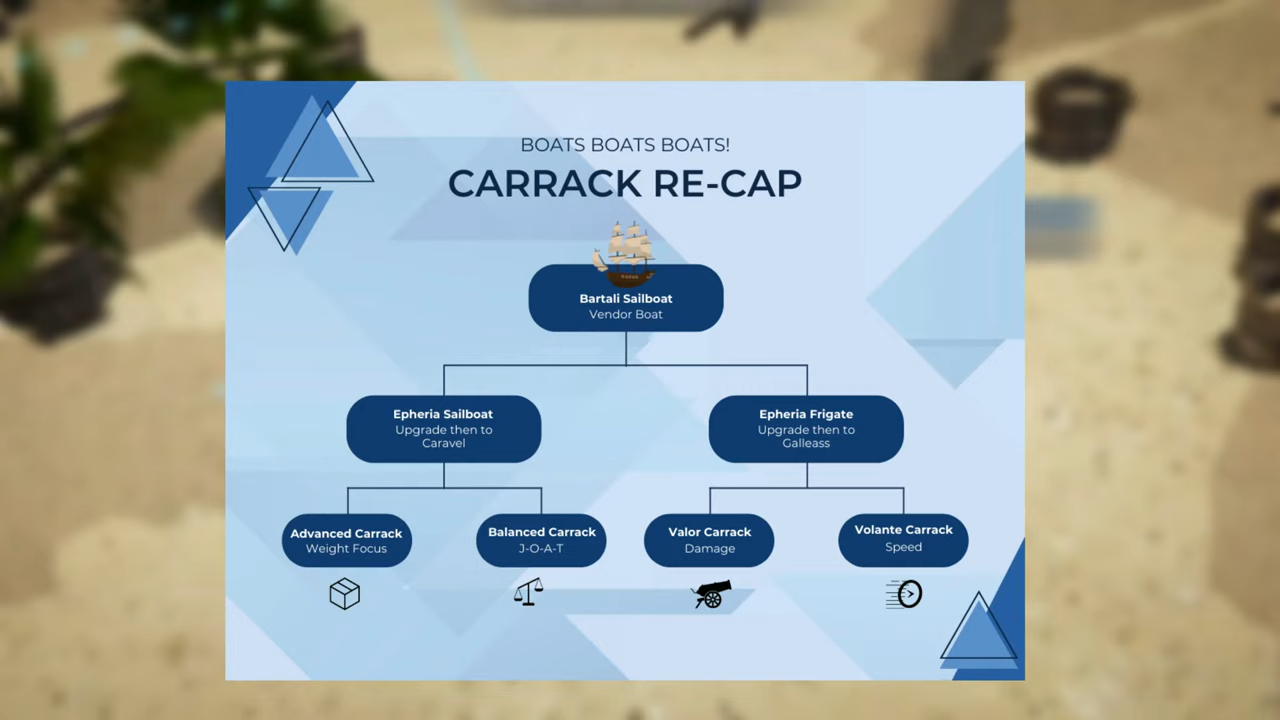 BOATS BOATS BOATS!
CARRACK RE-CAP
Bartali Sailboat
Vendor Boat
Epheria Sailboat
Upgrade then to
Caravel
Epheria Frigate
Upgrade then to
Galleass
Advanced Carrack
Weight Focus
Balanced Carrack
J-O-A-T
Valor Carrack
Damage
Volante Carrack
Speed